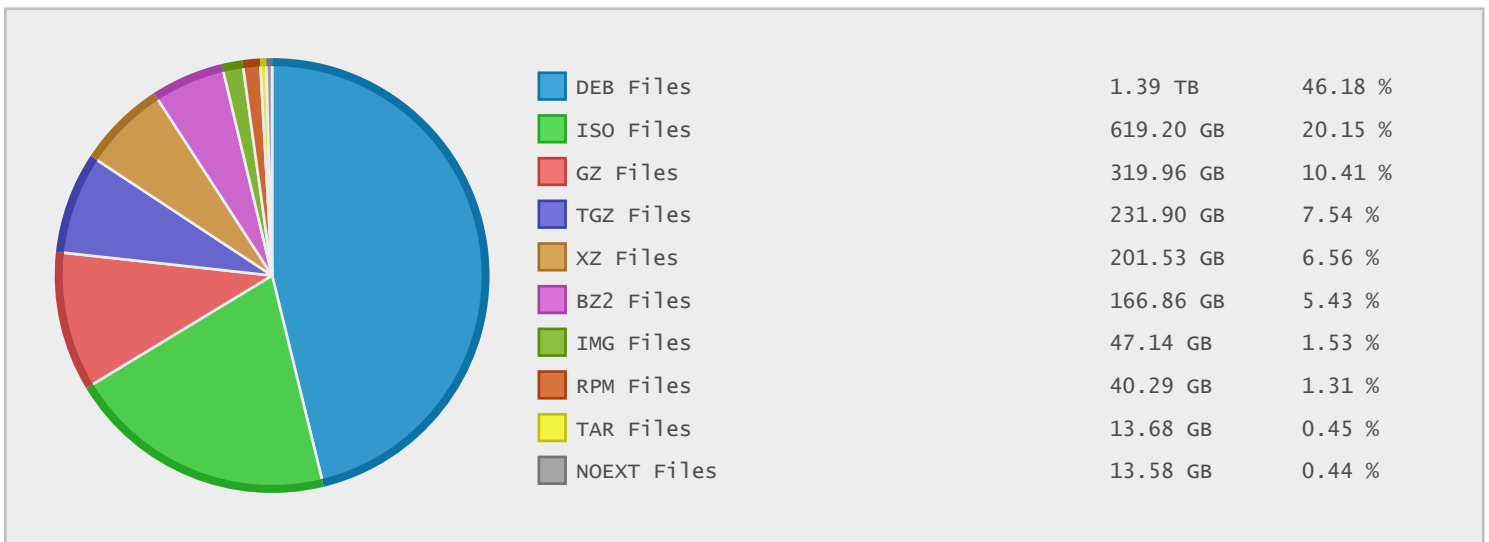 DEB Files 1.39 TB 46.18 %
ISO Files 619.20 GB 20.15 %
GZ Files 319.96 GB 10.41 %
TGZ Files 231.90 GB 7.54 %
XZ Files 201.53 GB 6.56 %
BZ2 Files 166.86 GB 5.43 %
IMG Files 47.14 GB 1.53 %
RPM Files 40.29 GB 1.31 %
TAR Files 13.68 GB 0.45 %
NOEXT Files 13.58 GB 0.44 %